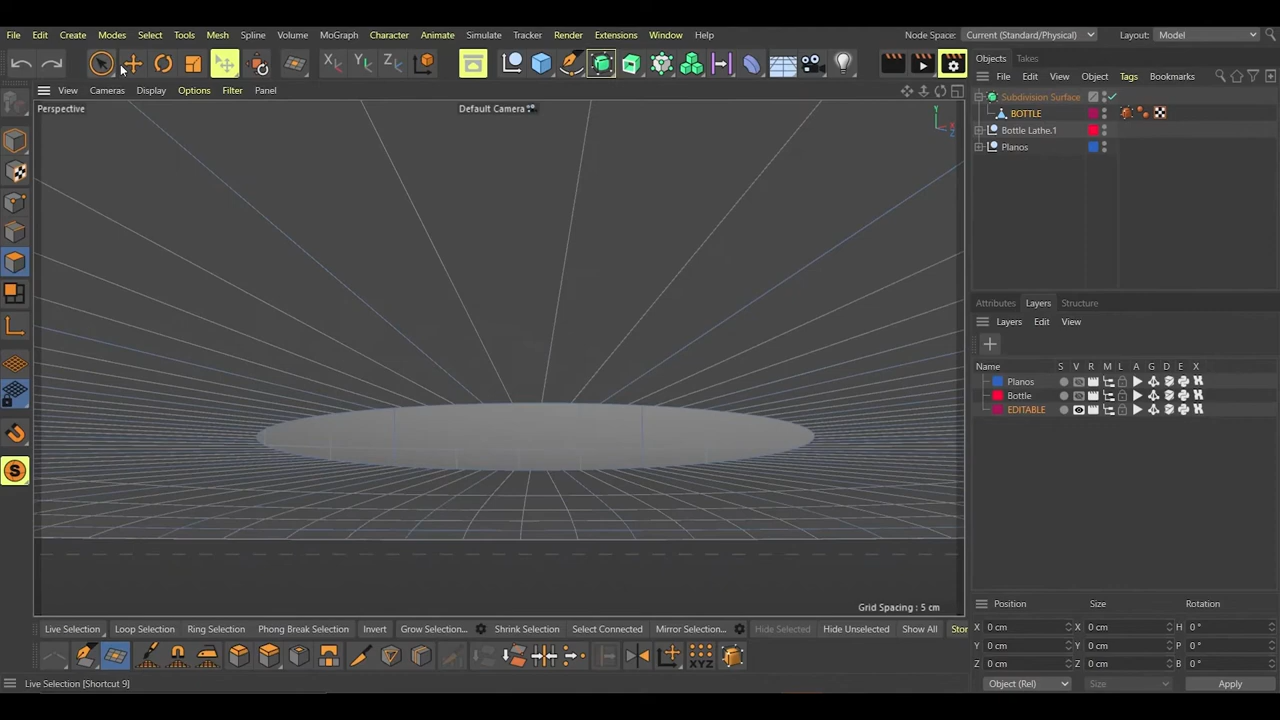 File Edit Create Modes Select Tools Mesh Spline Volume MoGraph Character Animate Simulate Tracker Render Extensions Window Help Node Space: Current (Standard/Physical) Layout: Model
X Y Z
Objects Takes
File Edit View Object Tags Bookmarks
View Cameras Display Options Filter Panel
Subdivision Surface
Perspective Default Camera
BOTTLE
Bottle Lathe.1
Planos
Y
X
Z
Attributes Layers Structure
Layers Edit View
Name S V R M L A G D E X
Planos
Bottle
EDITABLE
S
Grid Spacing : 5 cm
Position Size Rotation
Live Selection Loop Selection Ring Selection Phong Break Selection Invert Grow Selection... Shrink Selection Select Connected Mirror Selection... Hide Selected Hide Unselected Show All Stor
X 0 cm X 0 cm H 0 °
Y 0 cm Y 0 cm P 0 °
XYZ
Z 0 cm Z 0 cm B 0 °
Live Selection [Shortcut 9]
Object (Rel) Size Apply